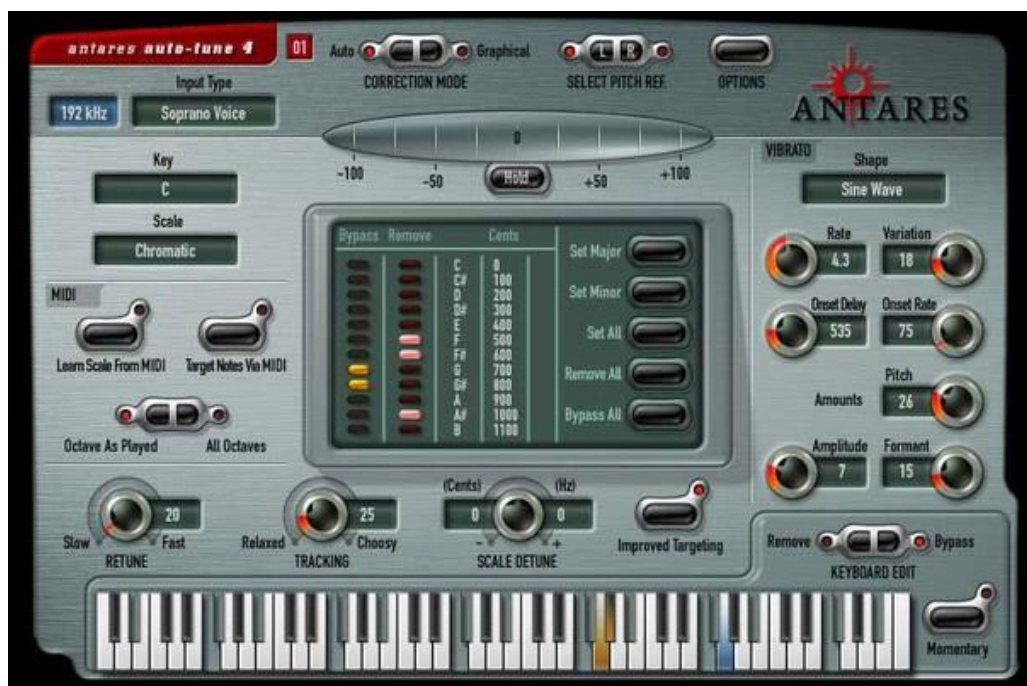 antares auto-tune 4
01
Auto
Graphical
CORRECTION MODE
L R
SELECT PITCH REF.
OPTIONS
ANTARES
Input Type
192 kHz
Soprano Voice
0
-100
-50
Hold
+50
+100
Key
C
Scale
Chromatic
MIDI
Learn Scale From MIDI
Target Notes Via MIDI
Octave As Played
All Octaves
Bypass Remove Cents
C 0
C# 100
D 200
D# 300
E 400
F 500
F# 600
G 700
G# 800
A 900
A# 1000
B 1100
Set Major
Set Minor
Set All
Remove All
Bypass All
VIBRATO
Shape
Sine Wave
Rate
4.3
Variation
18
Onset Delay
535
Onset Rate
75
Pitch
Amounts
26
Amplitude
7
Formant
15
20
Slow
Fast
RETUNE
25
Relaxed
Choosy
TRACKING
(Cents)
(Hz)
0
0
- +
SCALE DETUNE
Improved Targeting
Remove
Bypass
KEYBOARD EDIT
Momentary